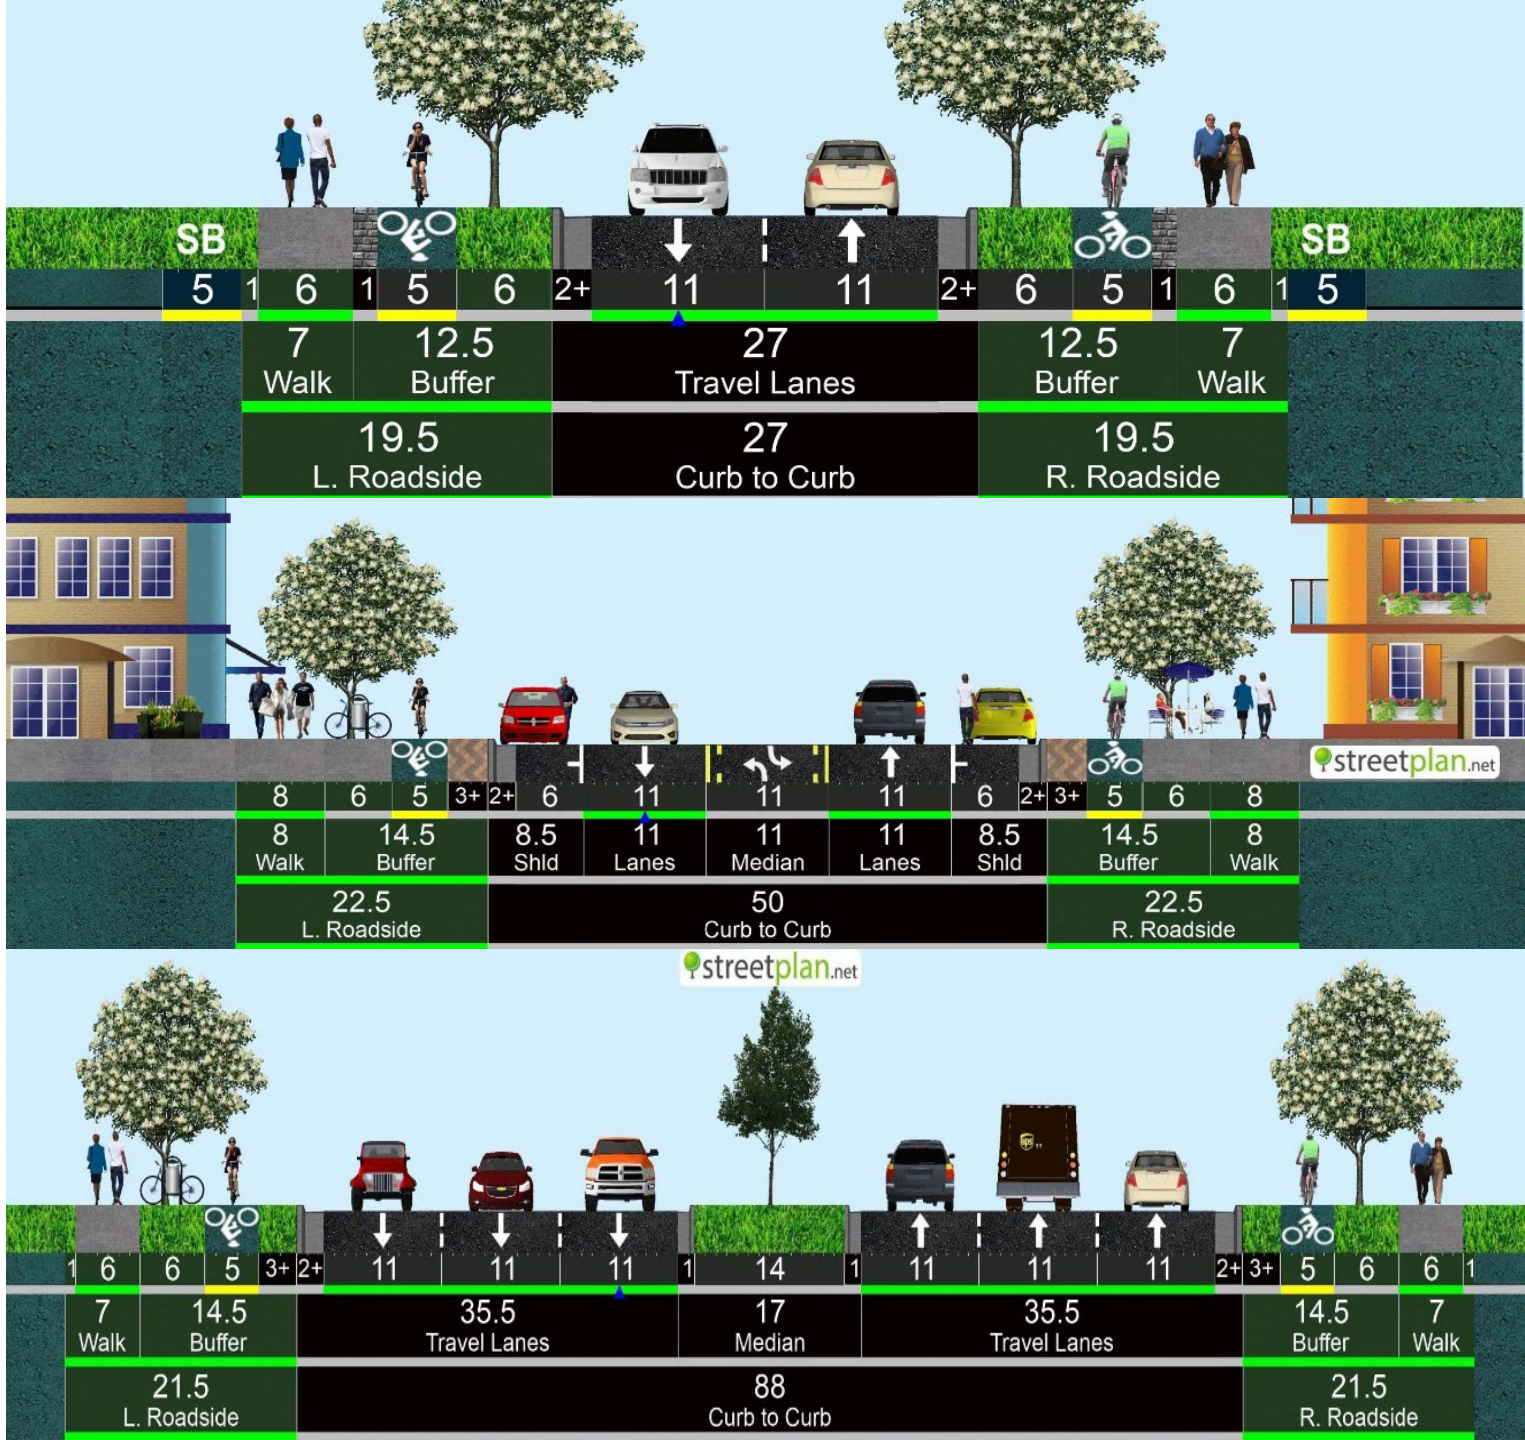 SB SB
5 1 6 1 5 6 2+ 11 11 2+ 6 5 1 6 1 5
7 12.5 27 12.5 7
Walk Buffer Travel Lanes Buffer Walk
19.5 27 19.5
L. Roadside Curb to Curb R. Roadside
streetplan.net
8 6 5 3+ 2+ 6 11 11 11 6 2+ 3+ 5 6 8
8 14.5 8.5 11 11 11 8.5 14.5 8
Walk Buffer Shld Lanes Median Lanes Shld Buffer Walk
22.5 50 22.5
L. Roadside Curb to Curb R. Roadside
streetplan.net
ups
1 6 6 5 3+ 2+ 11 11 11 1 14 1 11 11 11 2+ 3+ 5 6 6 1
7 14.5 35.5 17 35.5 14.5 7
Walk Buffer Travel Lanes Median Travel Lanes Buffer Walk
21.5 88 21.5
L. Roadside Curb to Curb R. Roadside